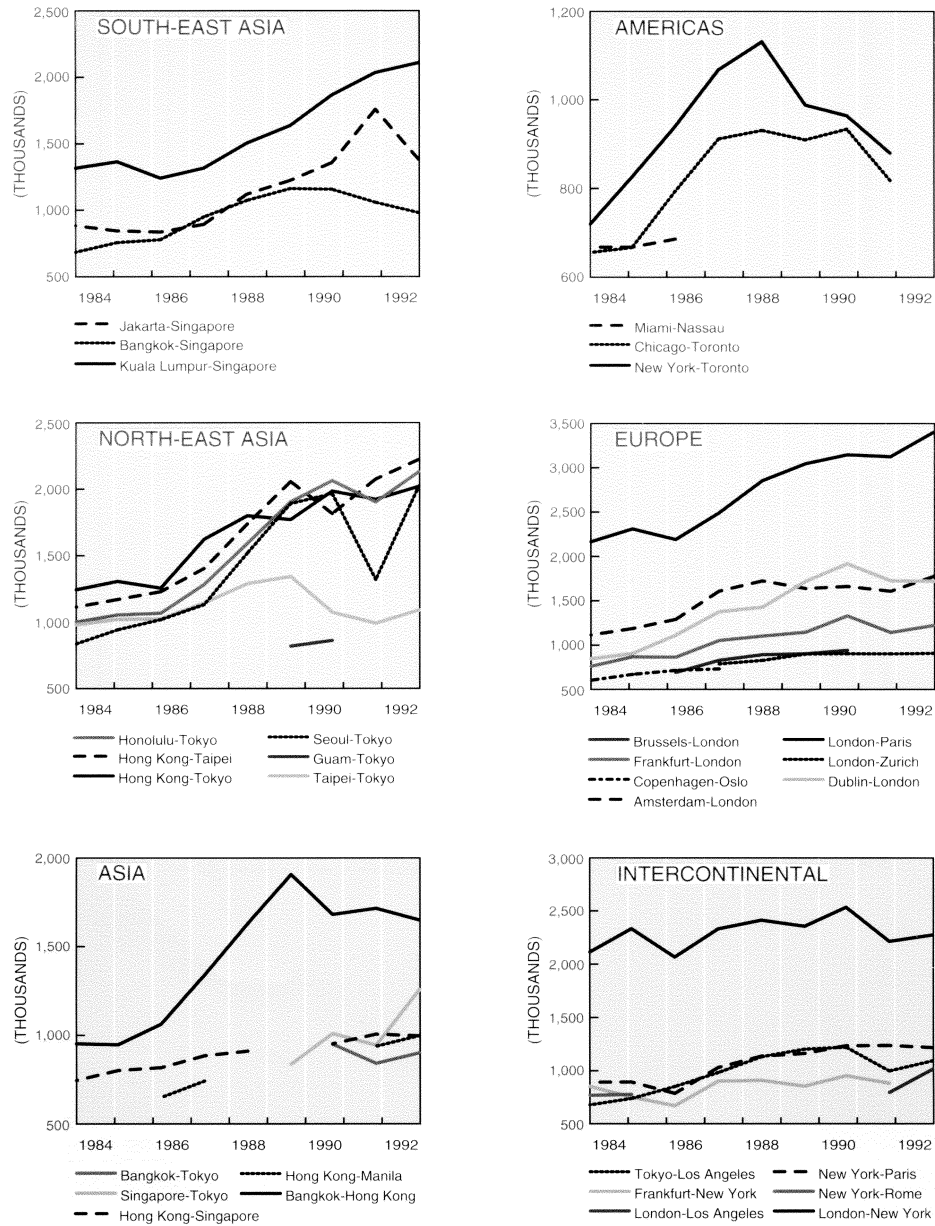 SOUTH-EAST ASIA
(THOUSANDS)
2,500
2,000
1,500
1,000
500
1984 1986 1988 1990 1992
Jakarta-Singapore
Bangkok-Singapore
Kuala Lumpur-Singapore
AMERICAS
(THOUSANDS)
1,200
1,000
800
600
1984 1986 1988 1990 1992
Miami-Nassau
Chicago-Toronto
New York-Toronto
NORTH-EAST ASIA
(THOUSANDS)
2,500
2,000
1,500
1,000
500
1984 1986 1988 1990 1992
Honolulu-Tokyo Seoul-Tokyo
Hong Kong-Taipei Guam-Tokyo
Hong Kong-Tokyo Taipei-Tokyo
EUROPE
(THOUSANDS)
3,500
3,000
2,500
2,000
1,500
1,000
500
1984 1986 1988 1990 1992
Brussels-London London-Paris
Frankfurt-London London-Zurich
Copenhagen-Oslo Dublin-London
Amsterdam-London
ASIA
(THOUSANDS)
2,000
1,500
1,000
500
1984 1986 1988 1990 1992
Bangkok-Tokyo Hong Kong-Manila
Singapore-Tokyo Bangkok-Hong Kong
Hong Kong-Singapore
INTERCONTINENTAL
(THOUSANDS)
3,000
2,500
2,000
1,500
1,000
500
1984 1986 1988 1990 1992
Tokyo-Los Angeles New York-Paris
Frankfurt-New York New York-Rome
London-Los Angeles London-New York